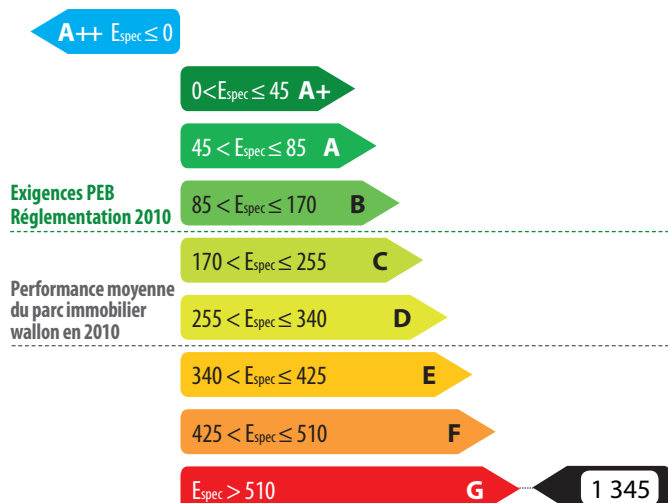 A++ Espec ≤ 0
0<Espec ≤ 45 A+
45 < Espec ≤ 85 A
Exigences PEB
Réglementation 2010
85 < Espec ≤ 170 B
170 < Espec ≤ 255 C
Performance moyenne
du parc immobilier
wallon en 2010
255 < Espec ≤ 340 D
340 < Espec ≤ 425 E
425 < Espec ≤ 510 F
Espec > 510 G
1 345